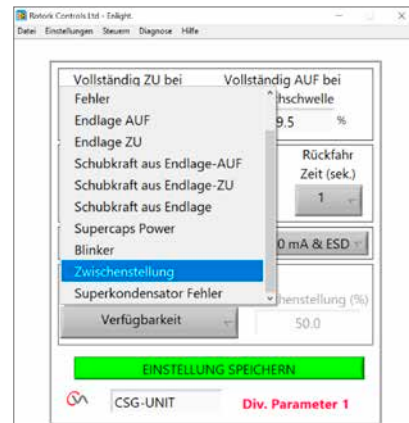 Rotork Controls Ltd - Enlight.
Datei Einstellungen Steuern Diagnose Hilfe
Vollständig ZU bei Vollständig AUF bei
Fehler
hschwelle
Endlage AUF
9.5 %
Endlage ZU
Schubkraft aus Endlage-AUF
Rückfahr
Schubkraft aus Endlage-ZU
Zeit (sek.)
Schubkraft aus Endlage
1
Supercaps Power
Blinker
0 mA & ESD
Zwischenstellung
Superkondensator Fehler
henstellung (%)
Verfügbarkeit
50.0
EINSTELLUNG SPEICHERN
CSG-UNIT
Div. Parameter 1